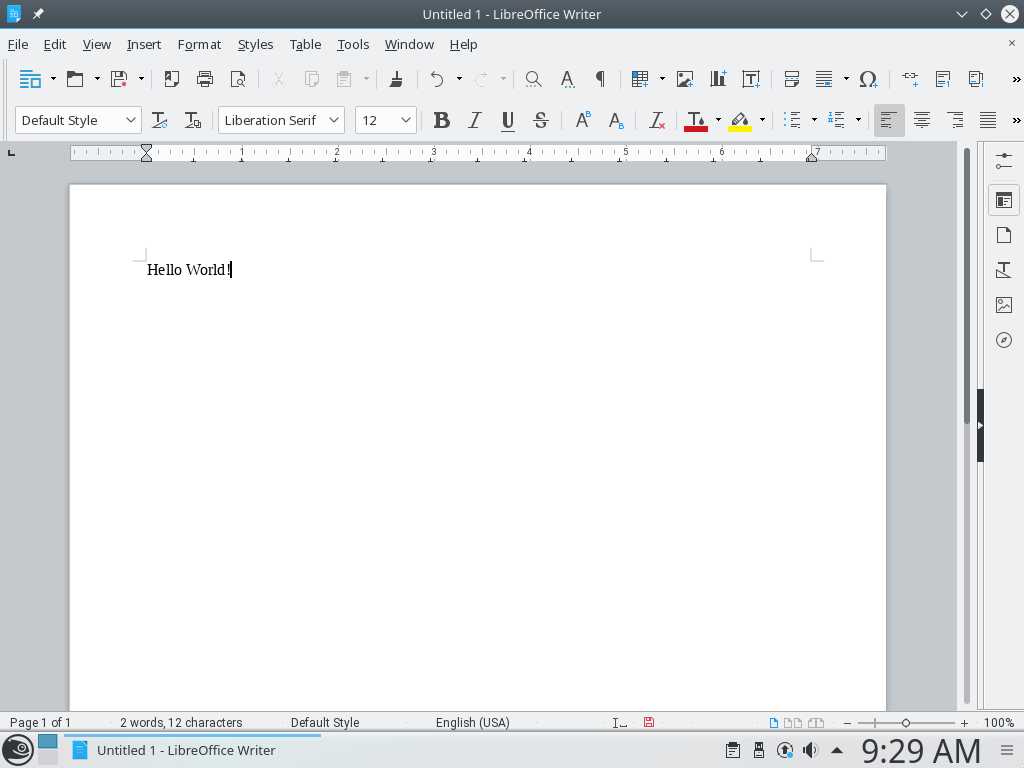 Untitled 1 - LibreOffice Writer
File Edit View Insert Format Styles Table Tools Window Help
Default Style Liberation Serif 12
1 2 3 4 5 6 7
Hello World!
Page 1 of 1 2 words, 12 characters Default Style English (USA) 100%
Untitled 1 - LibreOffice Writer 9:29 AM